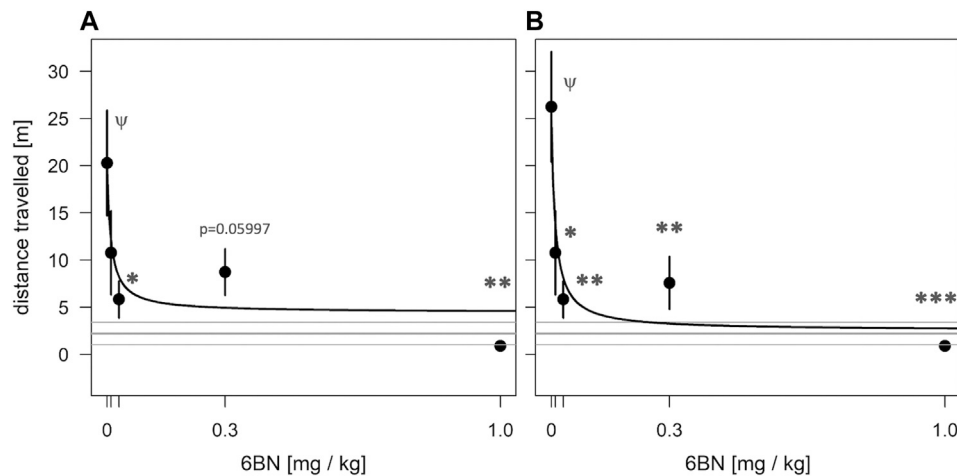 A
B
distance travelled [m]
30
25
20
15
10
5
0
ψ
*
p=0.05997
**
ψ
*
**
**
***
0
0.3
1.0
0
0.3
1.0
6BN [mg / kg]
6BN [mg / kg]